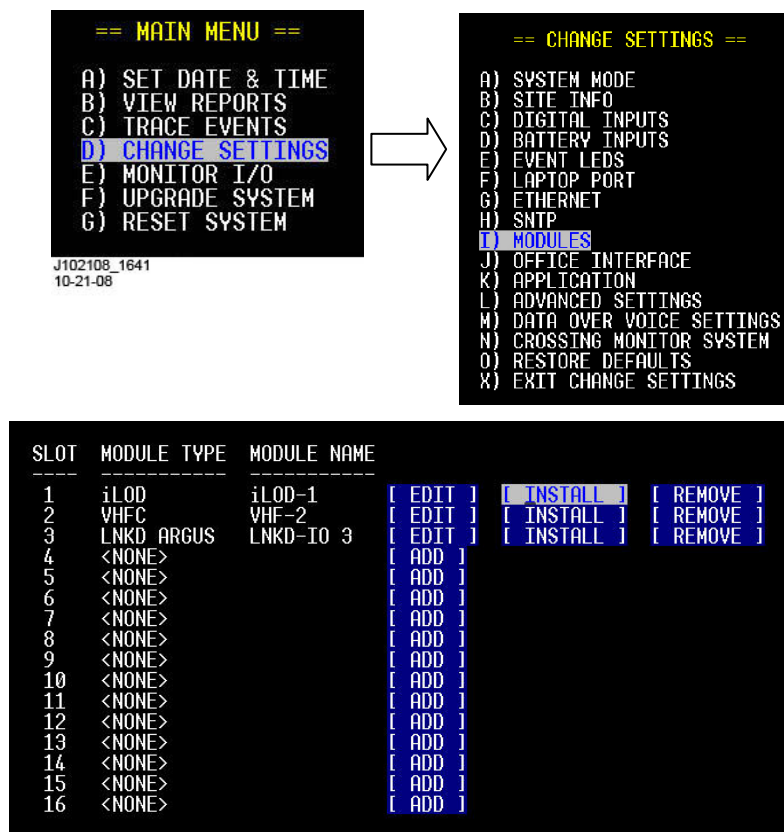 == MAIN MENU ==
A) SET DATE & TIME
B) VIEW REPORTS
C) TRACE EVENTS
D) CHANGE SETTINGS
E) MONITOR I/O
F) UPGRADE SYSTEM
G) RESET SYSTEM
J102108_1641
10-21-08
== CHANGE SETTINGS ==
A) SYSTEM MODE
B) SITE INFO
C) DIGITAL INPUTS
D) BATTERY INPUTS
E) EVENT LEDS
F) LAPTOP PORT
G) ETHERNET
H) SNTP
I) MODULES
J) OFFICE INTERFACE
K) APPLICATION
L) ADVANCED SETTINGS
M) DATA OVER VOICE SETTINGS
N) CROSSING MONITOR SYSTEM
O) RESTORE DEFAULTS
X) EXIT CHANGE SETTINGS
SLOT MODULE TYPE MODULE NAME
---- ----------- -----------
1 iLOD iLOD-1 [ EDIT ] [ INSTALL ] [ REMOVE ]
2 VHFC VHF-2 [ EDIT ] [ INSTALL ] [ REMOVE ]
3 LNKD ARGUS LNKD-IO 3 [ EDIT ] [ INSTALL ] [ REMOVE ]
4 <NONE> [ ADD ]
5 <NONE> [ ADD ]
6 <NONE> [ ADD ]
7 <NONE> [ ADD ]
8 <NONE> [ ADD ]
9 <NONE> [ ADD ]
10 <NONE> [ ADD ]
11 <NONE> [ ADD ]
12 <NONE> [ ADD ]
13 <NONE> [ ADD ]
14 <NONE> [ ADD ]
15 <NONE> [ ADD ]
16 <NONE> [ ADD ]